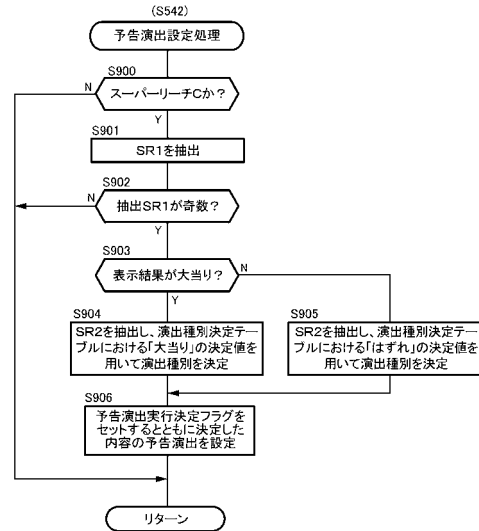 (S542)
予告演出設定処理
S900
スーパーリーチCか?
N
Y
S901
SR1を抽出
S902
抽出SR1が奇数?
N
Y
S903
表示結果が大当り?
N
Y
S904
SR2を抽出し、演出種別決定テー
ブルにおける「大当り」の決定値を
用いて演出種別を決定
S905
SR2を抽出し、演出種別決定テー
ブルにおける「はずれ」の決定値を
用いて演出種別を決定
S906
予告演出実行決定フラグを
セットするとともに決定した
内容の予告演出を設定
リターン